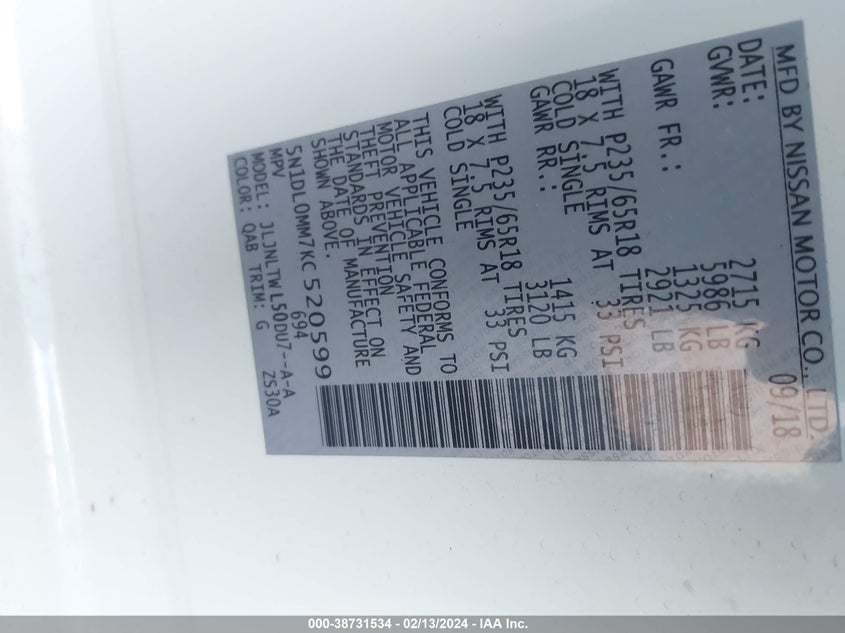 MFD BY NISSAN MOTOR CO., LTD.
DATE: 09/18
GVWR: 2715 KG
5986 LB
GAWR FR.: 1325 KG
2921 LB
WITH P235/65R18 TIRES
18 X 7.5 RIMS AT 33 PSI
COLD SINGLE
GAWR RR.: 1415 KG
3120 LB
WITH P235/65R18 TIRES
18 X 7.5 RIMS AT 33 PSI
COLD SINGLE
THIS VEHICLE CONFORMS TO
ALL APPLICABLE FEDERAL
MOTOR VEHICLE SAFETY AND
THEFT PREVENTION
STANDARDS IN EFFECT ON
THE DATE OF MANUFACTURE
SHOWN ABOVE.
5N1DL0MM7KC520599
MPV 694
MODEL: JLJNLTWL50DU7--A-A
COLOR: QAB TRIM: G ZS30A
000-38731534 - 02/13/2024 - IAA Inc.